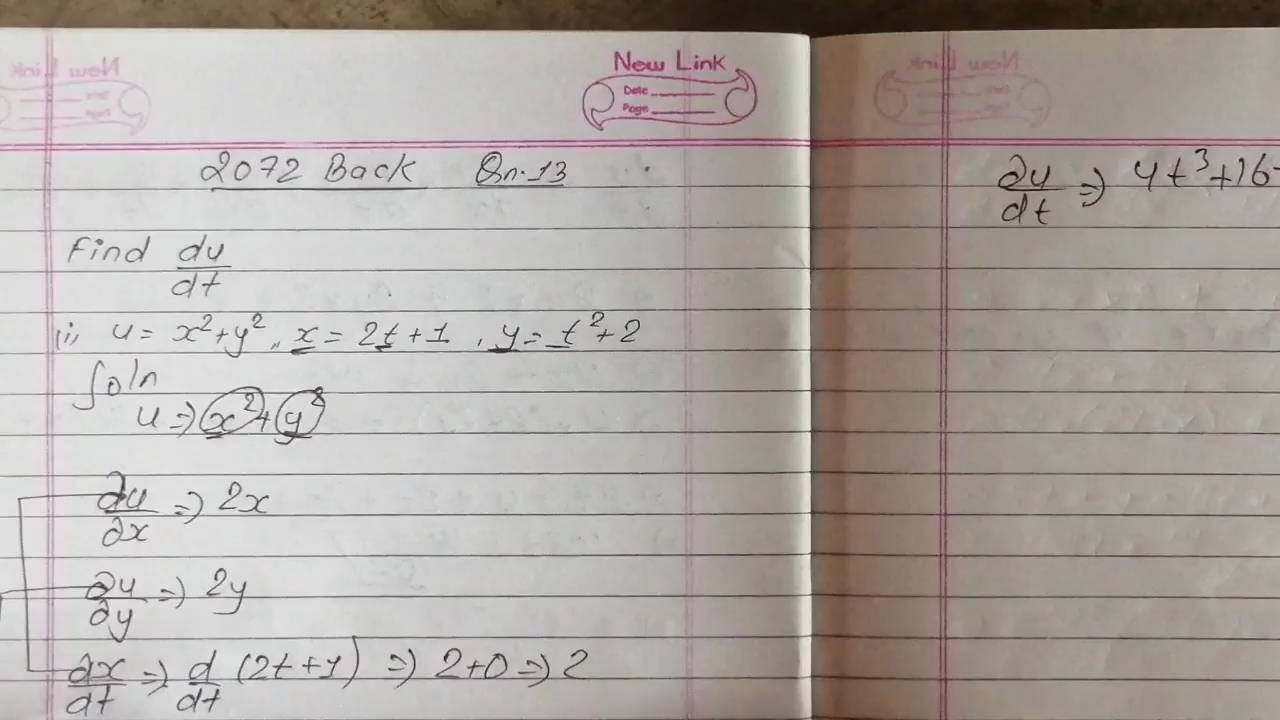 New Link
Date
Page
2072 Back Qn.13
Find du/dt
(i) u = x²+y², x = 2t+1, y = t²+2
Soln
u => x²+y²
∂u/∂x => 2x
∂u/∂y => 2y
∂x/dt => d/dt (2t+1) => 2+0 => 2
∂u/dt => 4t³+16